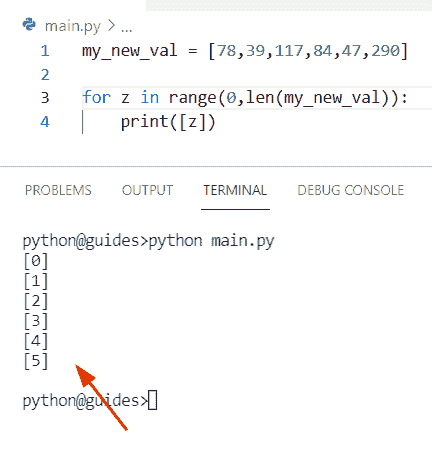 main.py > ...
1 my_new_val = [78,39,117,84,47,290]
2
3 for z in range(0,len(my_new_val)):
4     print([z])
PROBLEMS OUTPUT TERMINAL DEBUG CONSOLE
python@guides>python main.py
[0]
[1]
[2]
[3]
[4]
[5]
python@guides>